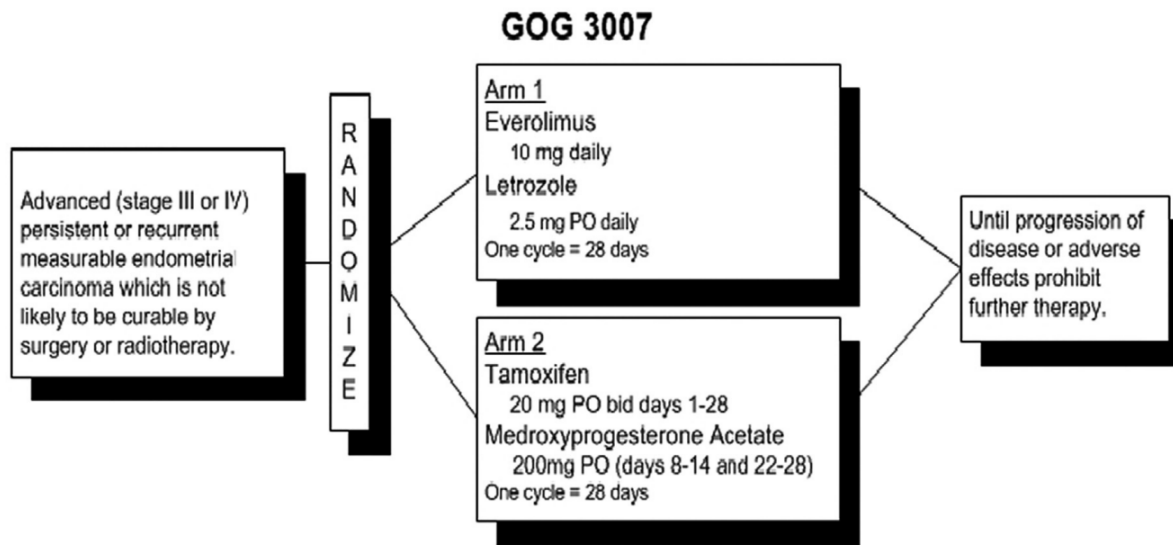 GOG 3007
Advanced (stage III or IV)
persistent or recurrent
measurable endometrial
carcinoma which is not
likely to be curable by
surgery or radiotherapy.
RANDOMIZE
Arm 1
Everolimus
10 mg daily
Letrozole
2.5 mg PO daily
One cycle = 28 days
Arm 2
Tamoxifen
20 mg PO bid days 1-28
Medroxyprogesterone Acetate
200mg PO (days 8-14 and 22-28)
One cycle = 28 days
Until progression of
disease or adverse
effects prohibit
further therapy.